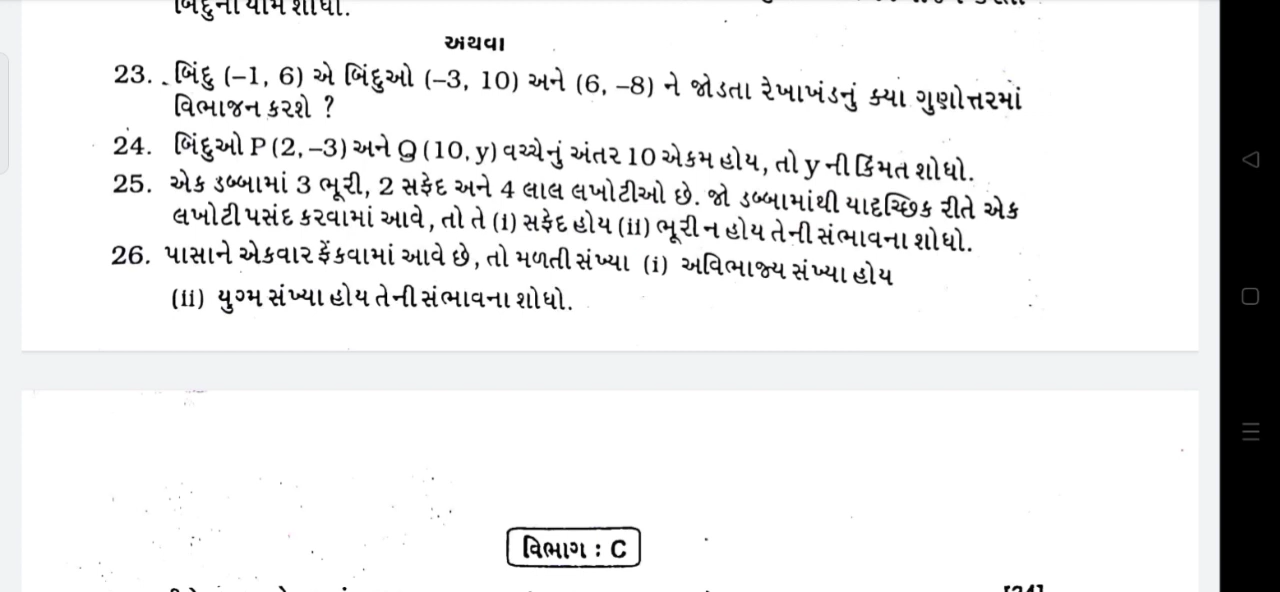 બિંદુના યામ શોધો.
અથવા
23. બિંદુ (–1, 6) એ બિંદુઓ (–3, 10) અને (6, –8) ને જોડતા રેખાખંડનું ક્યા ગુણોત્તરમાં
વિભાજન કરશે ?
24. બિંદુઓ P (2, –3) અને Q (10, y) વચ્ચેનું અંતર 10 એકમ હોય, તો y ની કિંમત શોધો.
25. એક ડબ્બામાં 3 ભૂરી, 2 સફેદ અને 4 લાલ લખોટીઓ છે. જો ડબ્બામાંથી યાદચ્છિક રીતે એક
લખોટી પસંદ કરવામાં આવે, તો તે (i) સફેદ હોય (ii) ભૂરી ન હોય તેની સંભાવના શોધો.
26. પાસાને એકવાર ફેંકવામાં આવે છે, તો મળતી સંખ્યા (i) અવિભાજ્ય સંખ્યા હોય
(ii) યુગ્મ સંખ્યા હોય તેની સંભાવના શોધો.
વિભાગ : C
[24]